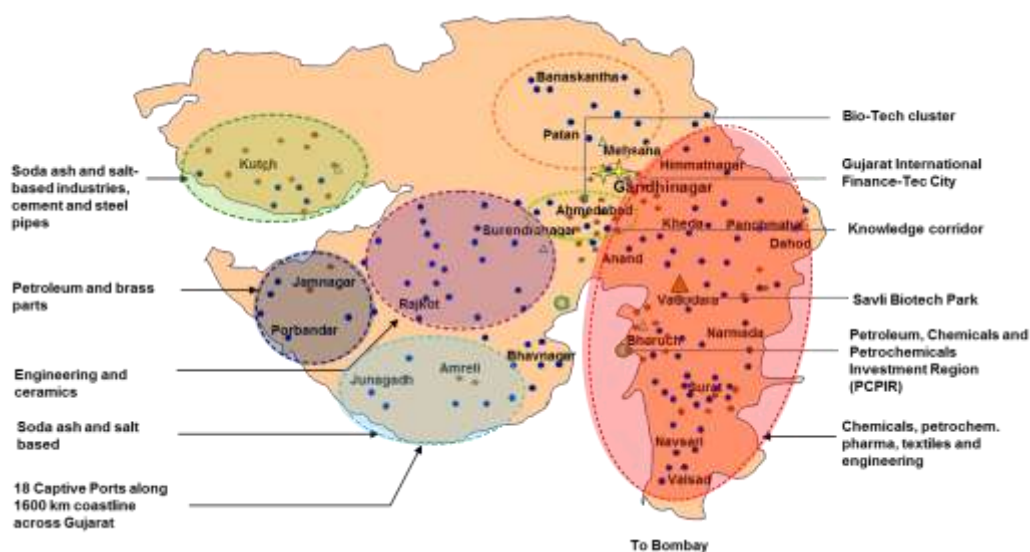 Banaskantha
Bio-Tech cluster
Patan
Mehsana
Himmatnagar
Kutch
Soda ash and salt-
based industries,
cement and steel
pipes
Gujarat International
Finance-Tec City
Gandhinagar
Ahmedabad
Kheda
Panchmahal
Surendranagar
Knowledge corridor
Dahod
Anand
Petroleum and brass
parts
Jamnagar
Rajkot
Vadodara
Savli Biotech Park
Porbandar
Narmada
Bharuch
Petroleum, Chemicals and
Petrochemicals
Investment Region
(PCPIR)
Bhavnagar
Engineering and
ceramics
Junagadh
Amreli
Surat
Soda ash and salt
based
Navsari
Chemicals, petrochem.
pharma, textiles and
engineering
Valsad
18 Captive Ports along
1600 km coastline
across Gujarat
To Bombay